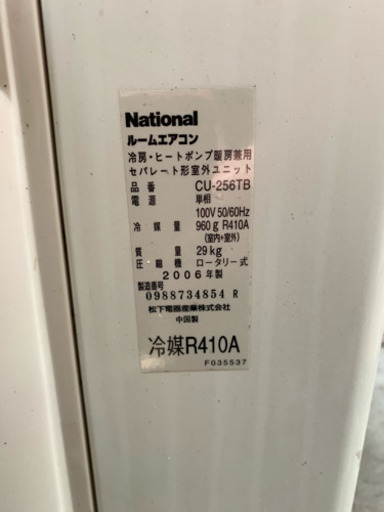 National
ルームエアコン
冷房・ヒートポンプ暖房兼用
セパレート形室外ユニット
品番 CU-256TB
電源 単相
100V 50/60Hz
冷媒量 960g R410A
(室内+室外)
質量 29kg
圧縮機 ロータリー式
2006年製
製造番号
0988734854 R
松下電器産業株式会社
中国製
冷媒R410A
F035537